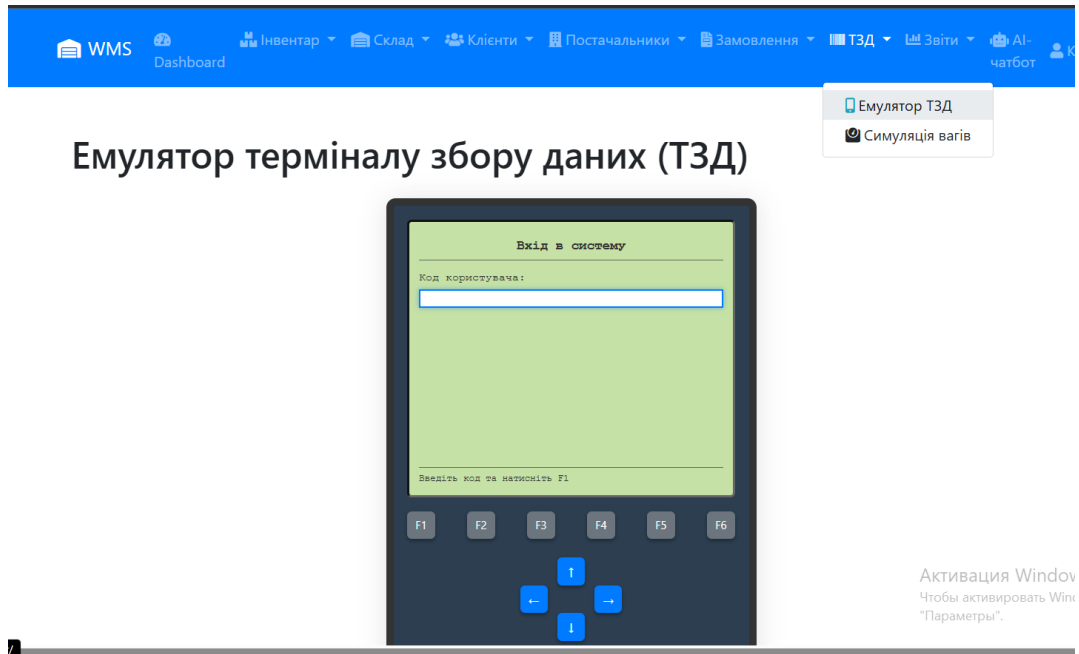 WMS
Dashboard
Інвентар
Склад
Клієнти
Постачальники
Замовлення
ТЗД
Звіти
AI-
чатбот
К
Емулятор ТЗД
Симуляція вагів
Емулятор терміналу збору даних (ТЗД)
Вхід в систему
Код користувача:
Введіть код та натисніть F1
F1 F2 F3 F4 F5 F6
↑
← →
↓
Активация Window
Чтобы активировать Wind
"Параметры".